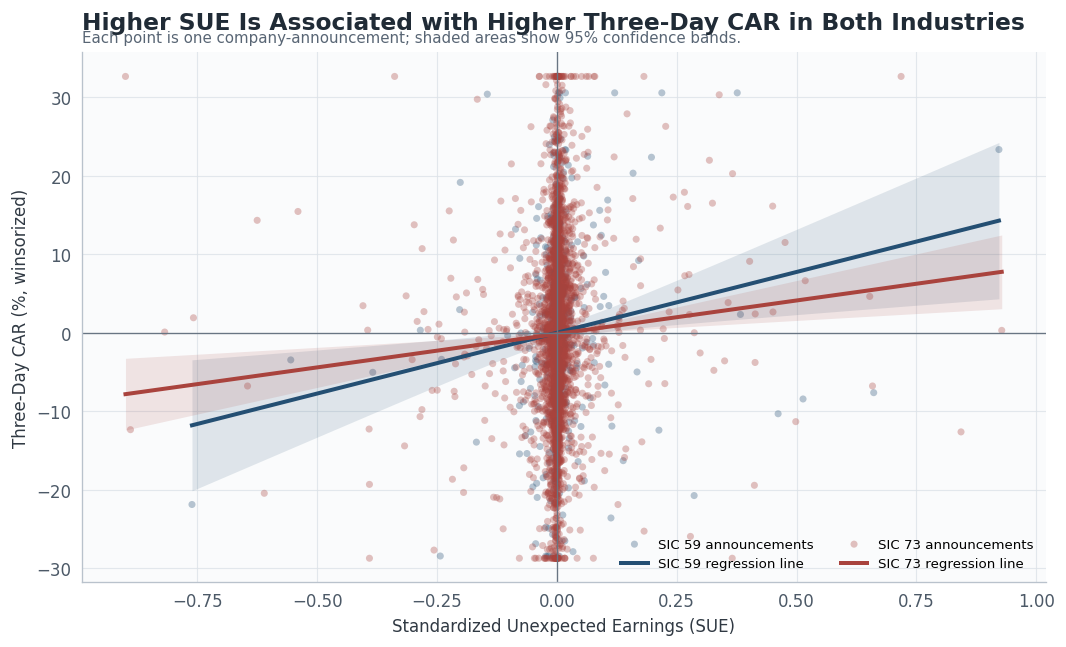 Higher SUE Is Associated with Higher Three-Day CAR in Both Industries
Each point is one company-announcement; shaded areas show 95% confidence bands.
Three-Day CAR (%, winsorized)
30
20
10
0
−10
−20
−30
SIC 59 announcements
SIC 59 regression line
SIC 73 announcements
SIC 73 regression line
−0.75
−0.50
−0.25
0.00
0.25
0.50
0.75
1.00
Standardized Unexpected Earnings (SUE)